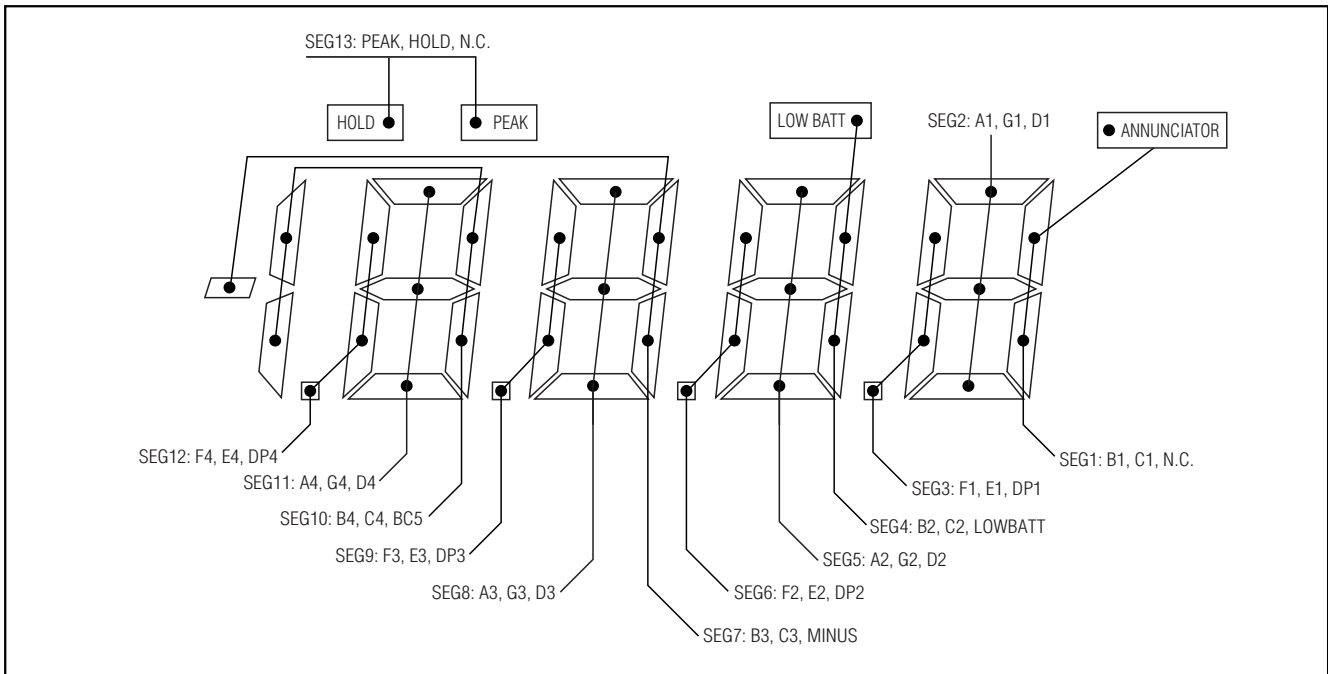 SEG13: PEAK, HOLD, N.C.
HOLD
PEAK
LOW BATT
SEG2: A1, G1, D1
ANNUNCIATOR
SEG12: F4, E4, DP4
SEG11: A4, G4, D4
SEG10: B4, C4, BC5
SEG9: F3, E3, DP3
SEG8: A3, G3, D3
SEG7: B3, C3, MINUS
SEG6: F2, E2, DP2
SEG5: A2, G2, D2
SEG4: B2, C2, LOWBATT
SEG3: F1, E1, DP1
SEG1: B1, C1, N.C.